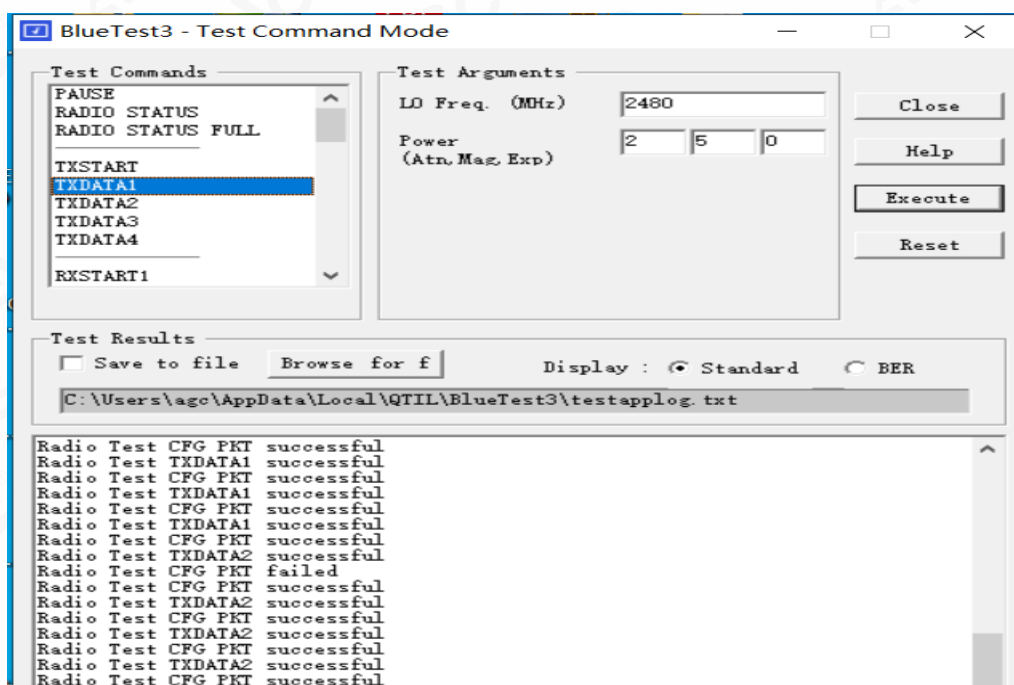 BlueTest3 - Test Command Mode
Test Commands
PAUSE
RADIO STATUS
RADIO STATUS FULL
TXSTART
TXDATA1
TXDATA2
TXDATA3
TXDATA4
RXSTART1
Test Arguments
LO Freq. (MHz) 2480
Power 2 5 0
(Atn, Mag, Exp)
Close
Help
Execute
Reset
Test Results
Save to file Browse for f Display : Standard BER
C:\Users\agc\AppData\Local\QTIL\BlueTest3\testapplog.txt
Radio Test CFG PKT successful
Radio Test TXDATA1 successful
Radio Test CFG PKT successful
Radio Test TXDATA1 successful
Radio Test CFG PKT successful
Radio Test TXDATA1 successful
Radio Test CFG PKT successful
Radio Test TXDATA2 successful
Radio Test CFG PKT failed
Radio Test CFG PKT successful
Radio Test TXDATA2 successful
Radio Test CFG PKT successful
Radio Test TXDATA2 successful
Radio Test CFG PKT successful
Radio Test TXDATA2 successful
Radio Test CFG PKT successful